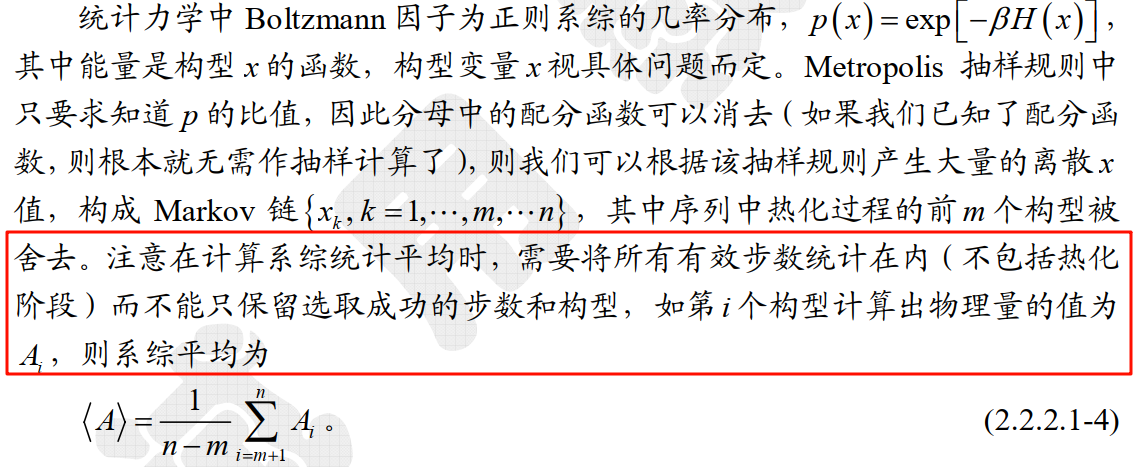 统计力学中 Boltzmann 因子为正则系综的几率分布，p(x)=exp[-βH(x)]，
其中能量是构型 x 的函数，构型变量 x 视具体问题而定。Metropolis 抽样规则中
只要求知道 p 的比值，因此分母中的配分函数可以消去（如果我们已知了配分函
数，则根本就无需作抽样计算了），则我们可以根据该抽样规则产生大量的离散 x
值，构成 Markov 链{x_k, k=1,⋯,m,⋯n}，其中序列中热化过程的前 m 个构型被
舍去。注意在计算系综统计平均时，需要将所有有效步数统计在内（不包括热化
阶段）而不能只保留选取成功的步数和构型，如第 i 个构型计算出物理量的值为
A_i，则系综平均为
⟨A⟩=\frac{1}{n-m}\sum_{i=m+1}^{n}A_i。 (2.2.2.1-4)